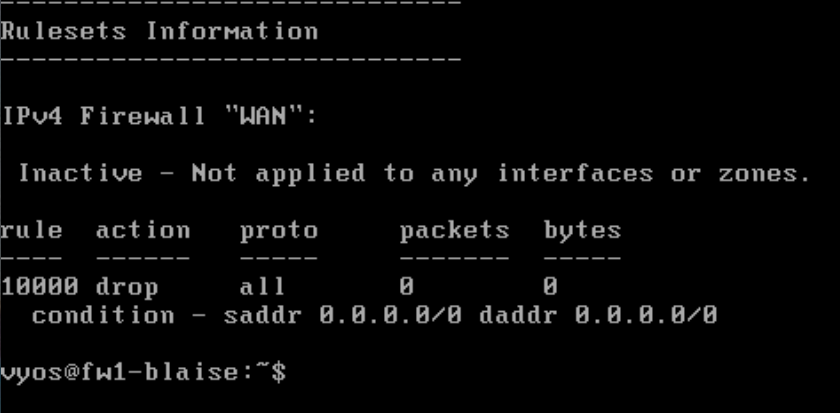 -----------------------------
Rulesets Information
-----------------------------
IPv4 Firewall "WAN":
Inactive - Not applied to any interfaces or zones.
rule  action   proto     packets  bytes
----  ------   -----     -------  -----
10000 drop     all       0        0
condition - saddr 0.0.0.0/0 daddr 0.0.0.0/0
vyos@fw1-blaise:~$